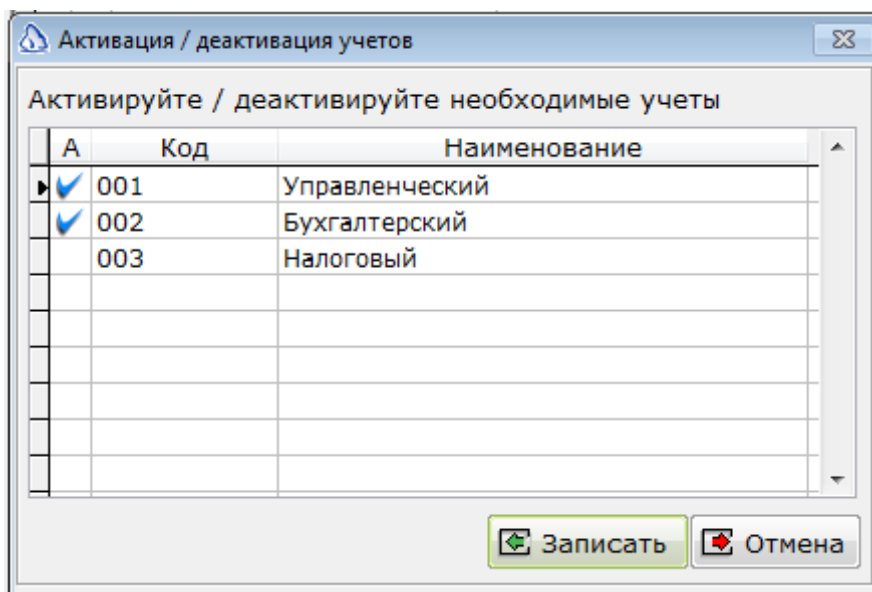 Активация / деактивация учетов
Активируйте / деактивируйте необходимые учеты
А Код Наименование
001 Управленческий
002 Бухгалтерский
003 Налоговый
Записать Отмена